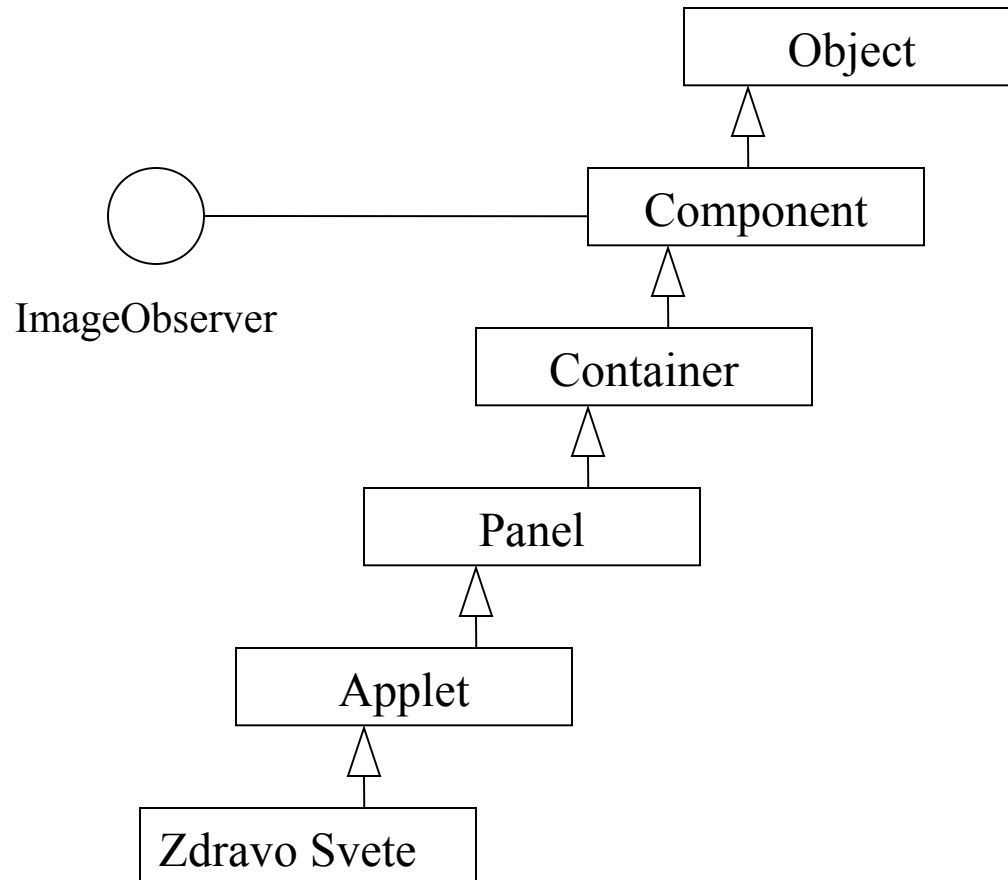 Object
Component
ImageObserver
Container
Panel
Applet
Zdravo Svete